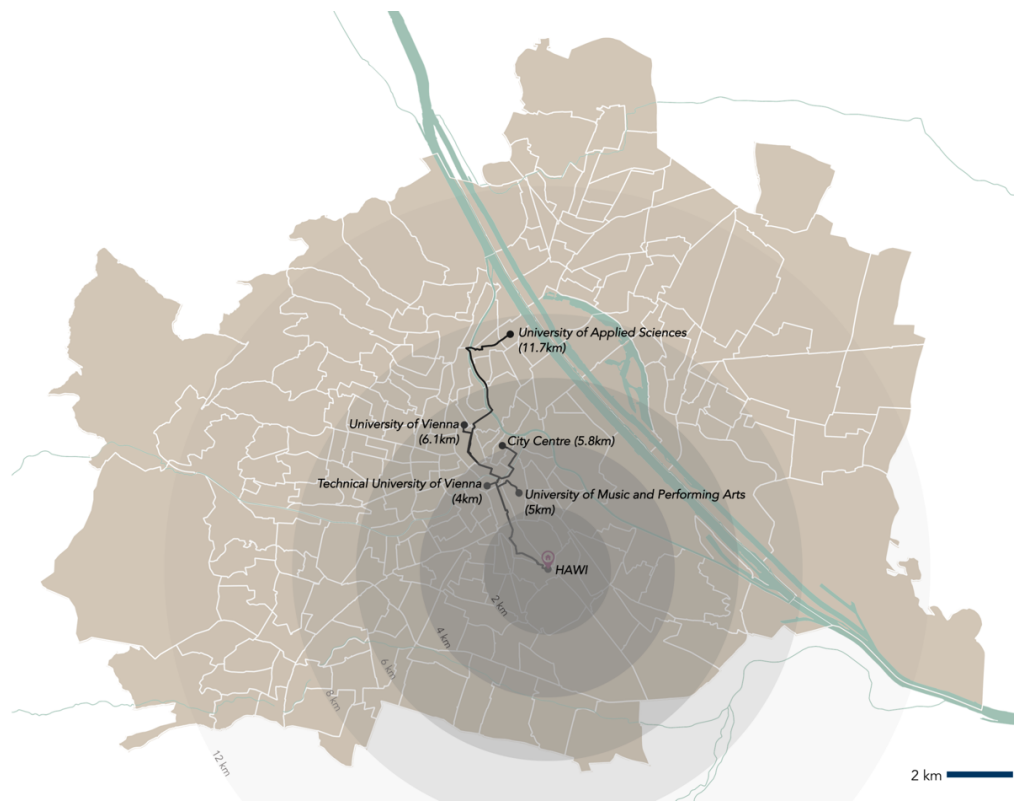 University of Applied Sciences
(11.7km)
University of Vienna
(6.1km)
City Centre (5.8km)
Technical University of Vienna
(4km)
University of Music and Performing Arts
(5km)
HAWI
2 km
4 km
6 km
8 km
12 km
2 km